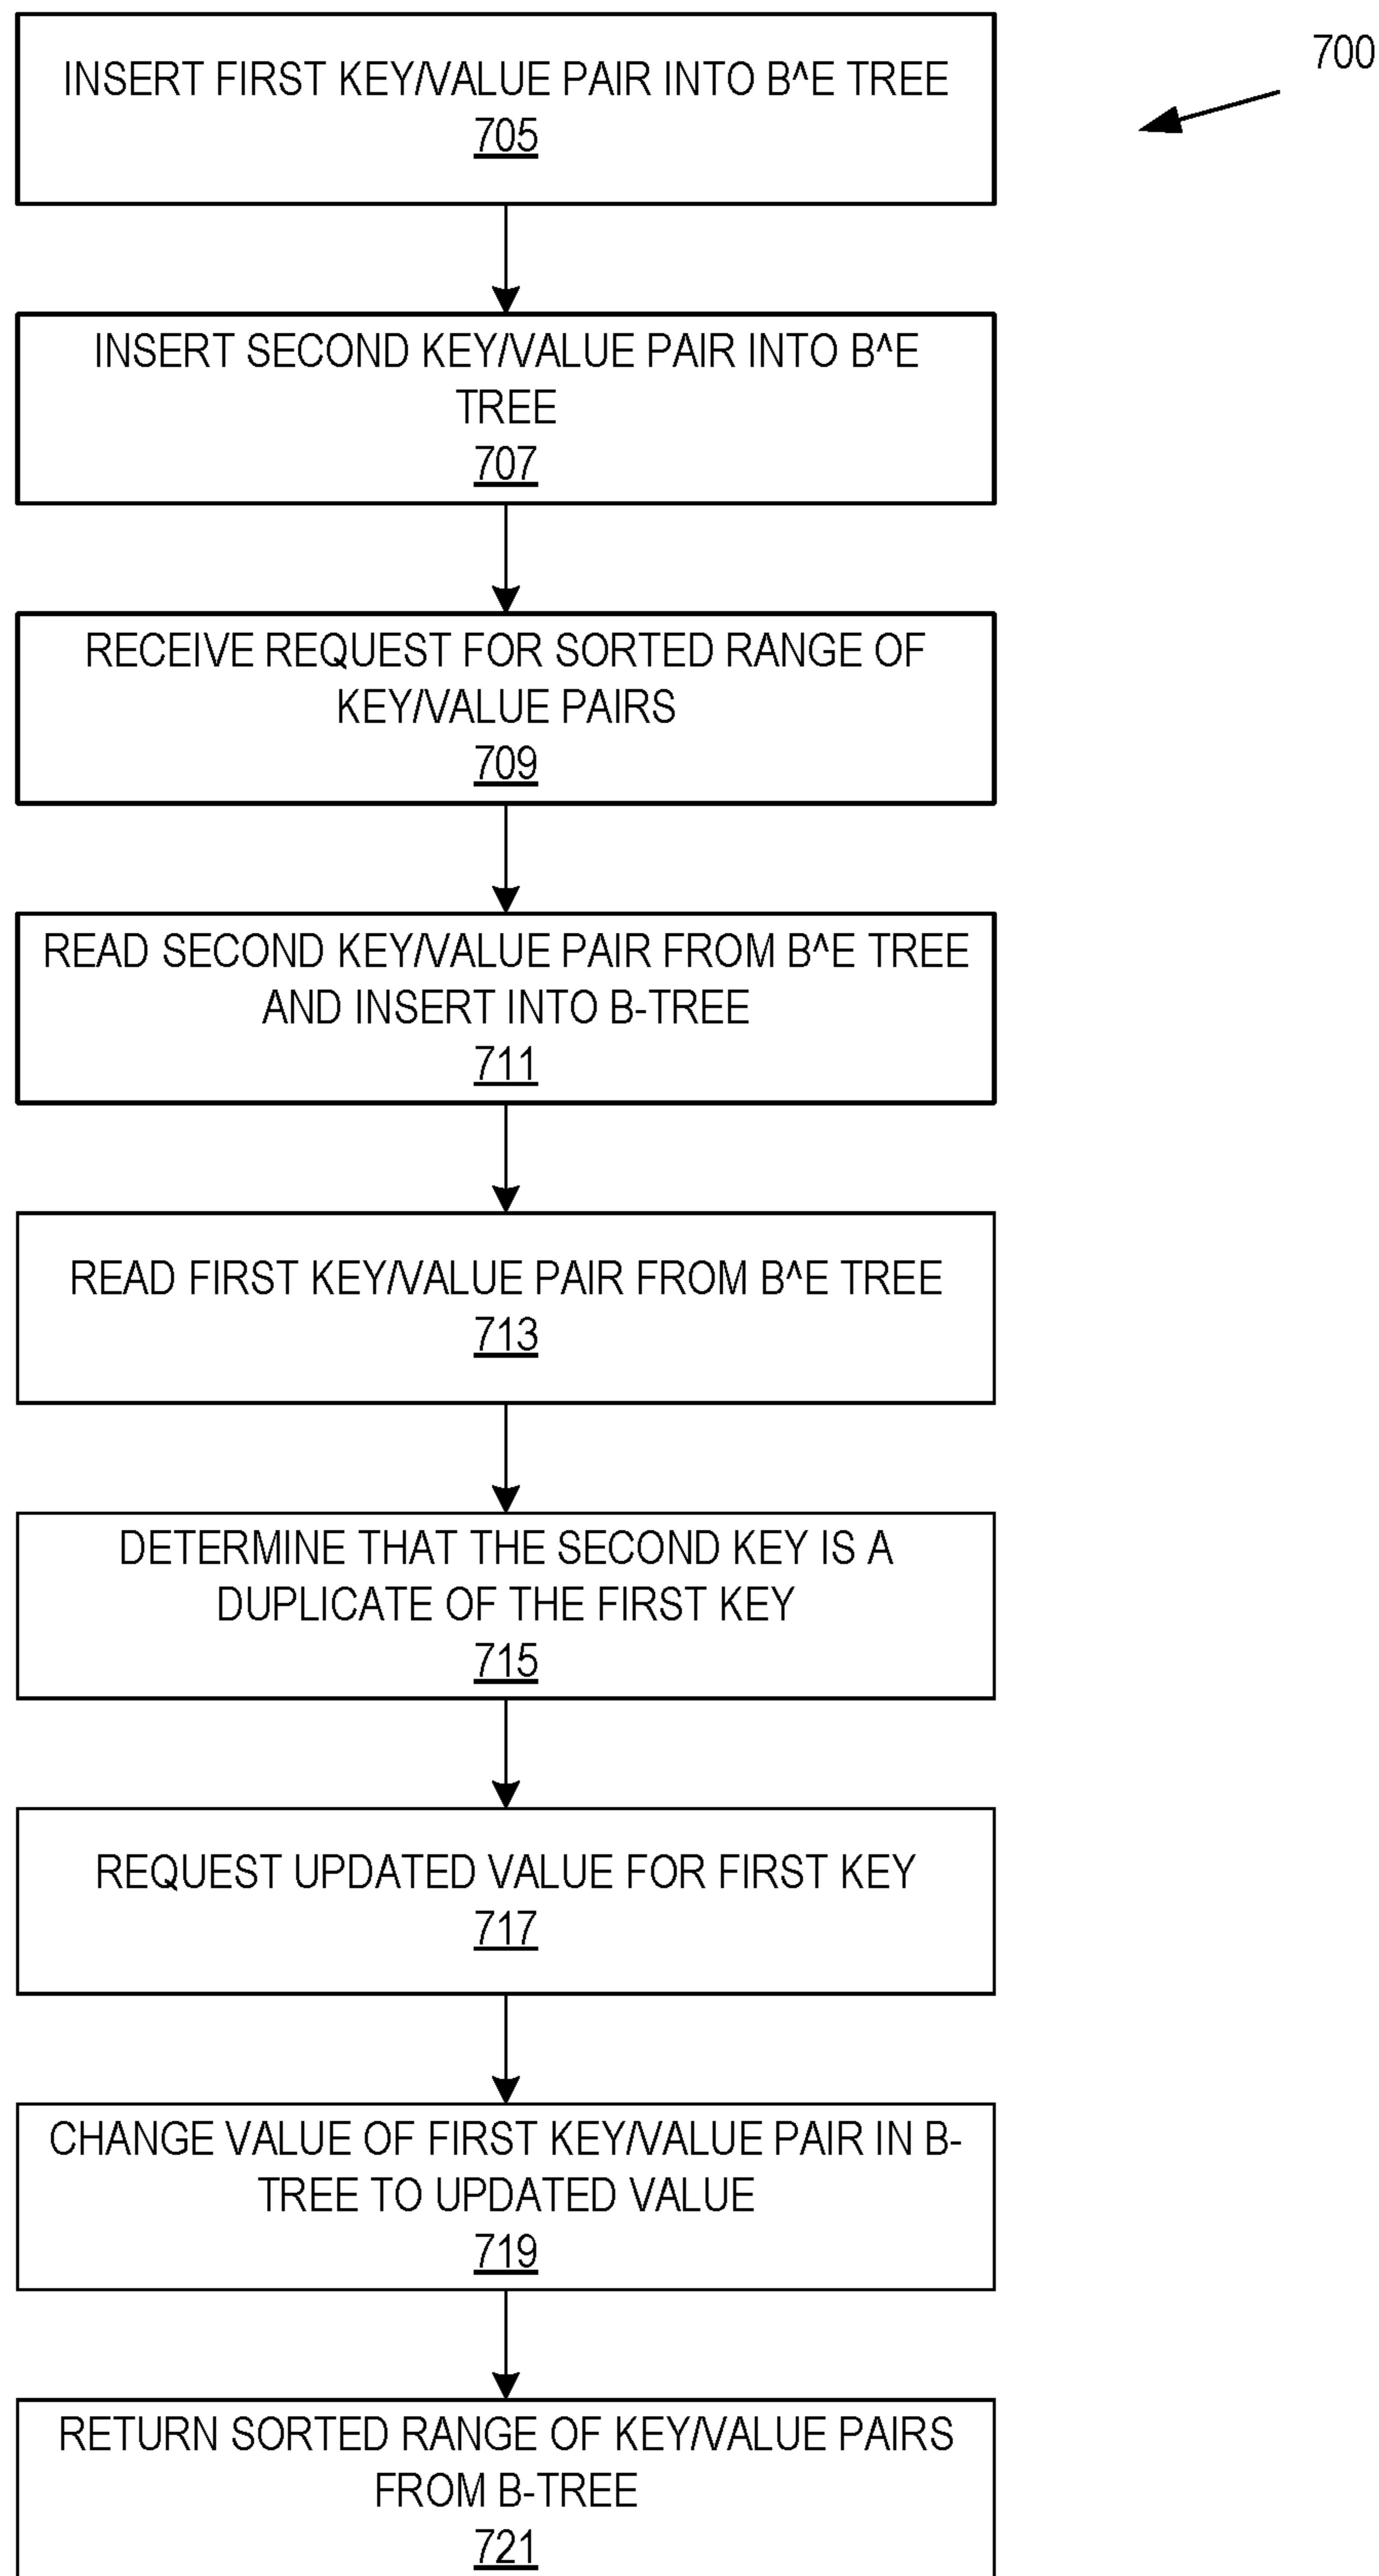 700
INSERT FIRST KEY/VALUE PAIR INTO B^E TREE
705
INSERT SECOND KEY/VALUE PAIR INTO B^E
TREE
707
RECEIVE REQUEST FOR SORTED RANGE OF
KEY/VALUE PAIRS
709
READ SECOND KEY/VALUE PAIR FROM B^E TREE
AND INSERT INTO B-TREE
711
READ FIRST KEY/VALUE PAIR FROM B^E TREE
713
DETERMINE THAT THE SECOND KEY IS A
DUPLICATE OF THE FIRST KEY
715
REQUEST UPDATED VALUE FOR FIRST KEY
717
CHANGE VALUE OF FIRST KEY/VALUE PAIR IN B-
TREE TO UPDATED VALUE
719
RETURN SORTED RANGE OF KEY/VALUE PAIRS
FROM B-TREE
721